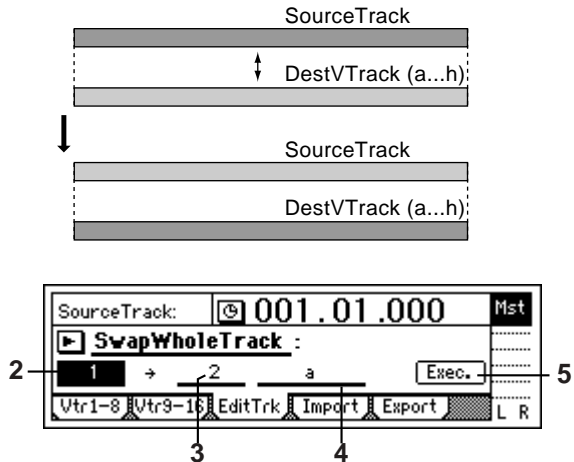 SourceTrack
DestVTrack (a...h)
SourceTrack
DestVTrack (a...h)
SourceTrack: 001.01.000 Mst
SwapWholeTrack :
2 1 → 2 a Exec. 5
Vtr1-8 Vtr9-16 EditTrk Import Export L R
3 4